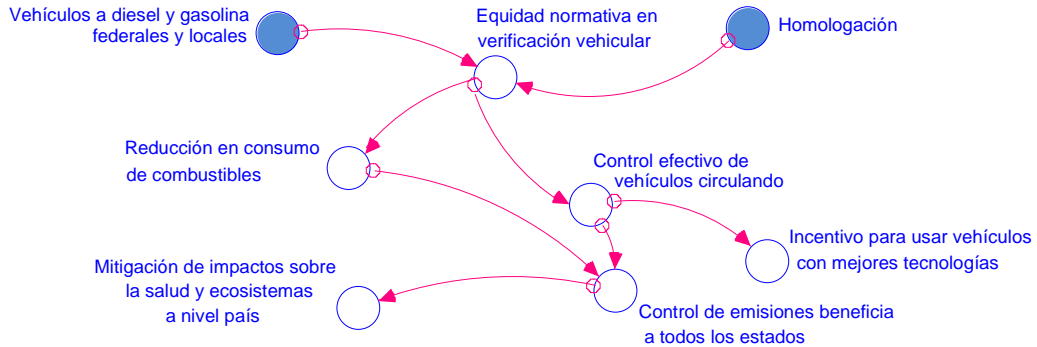 Vehículos a diesel y gasolina
federales y locales
Equidad normativa en
verificación vehicular
Homologación
Reducción en consumo
de combustibles
Control efectivo de
vehículos circulando
Incentivo para usar vehículos
con mejores tecnologías
Mitigación de impactos sobre
la salud y ecosistemas
a nivel país
Control de emisiones beneficia
a todos los estados